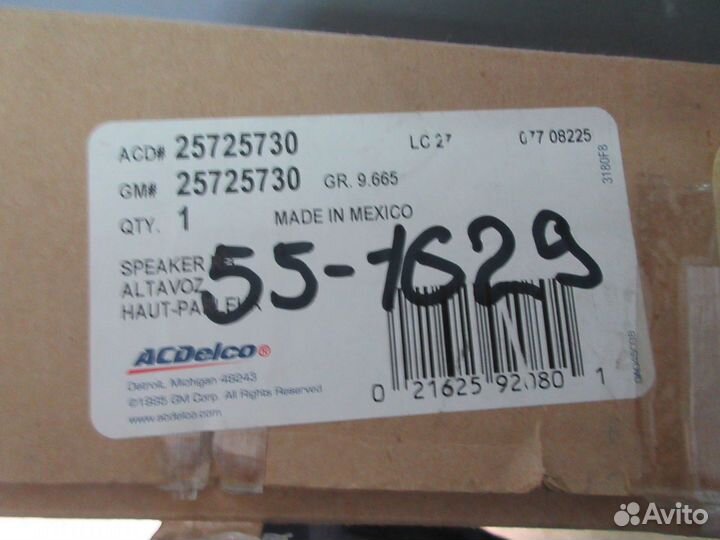 ACD# 25725730 LC 27 077 08225
GM# 25725730 GR. 9.665
3180F8
QTY. 1 MADE IN MEXICO
SPEAKER
55-1629
ALTAVOZ
ACDelco®
Detroit, Michigan 48243
©1995 GM Corp. All Rights Reserved
www.acdelco.com
0 21625 92080 1
Avito